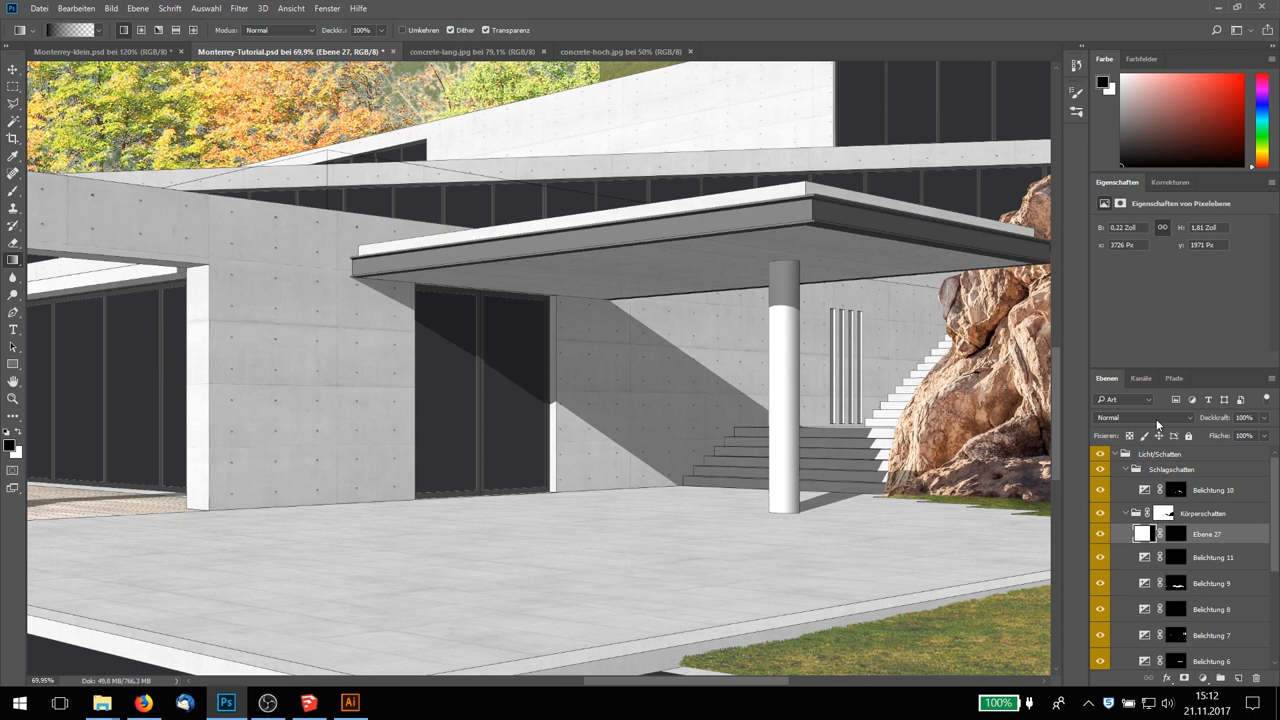 Ps Datei Bearbeiten Bild Ebene Schrift Auswahl Filter 3D Ansicht Fenster Hilfe
Modus: Normal Deckkr.: 100% Umkehren Dither Transparenz
Monterrey-klein.psd bei 120% (RGB/8) * × Monterrey-Tutorial.psd bei 69,9% (Ebene 27, RGB/8) * × concrete-lang.jpg bei 79,1% (RGB/8) × concrete-hoch.jpg bei 50% (RGB/8) ×
Farbe Farbfelder
Eigenschaften Korrekturen
Eigenschaften von Pixelebene
B: 0,22 Zoll H: 1,81 Zoll
x: 3726 Px y: 1971 Px
Ebenen Kanäle Pfade
Art
Normal Deckkraft: 100%
Fixieren: Fläche: 100%
Licht/Schatten
Schlagschatten
Belichtung 10
Körperschatten
Ebene 27
Belichtung 11
Belichtung 9
Belichtung 8
Belichtung 7
Belichtung 6
69,95% Dok: 49,8 MB/766,3 MB
fx
Ps Ai 100% 15:12
21.11.2017